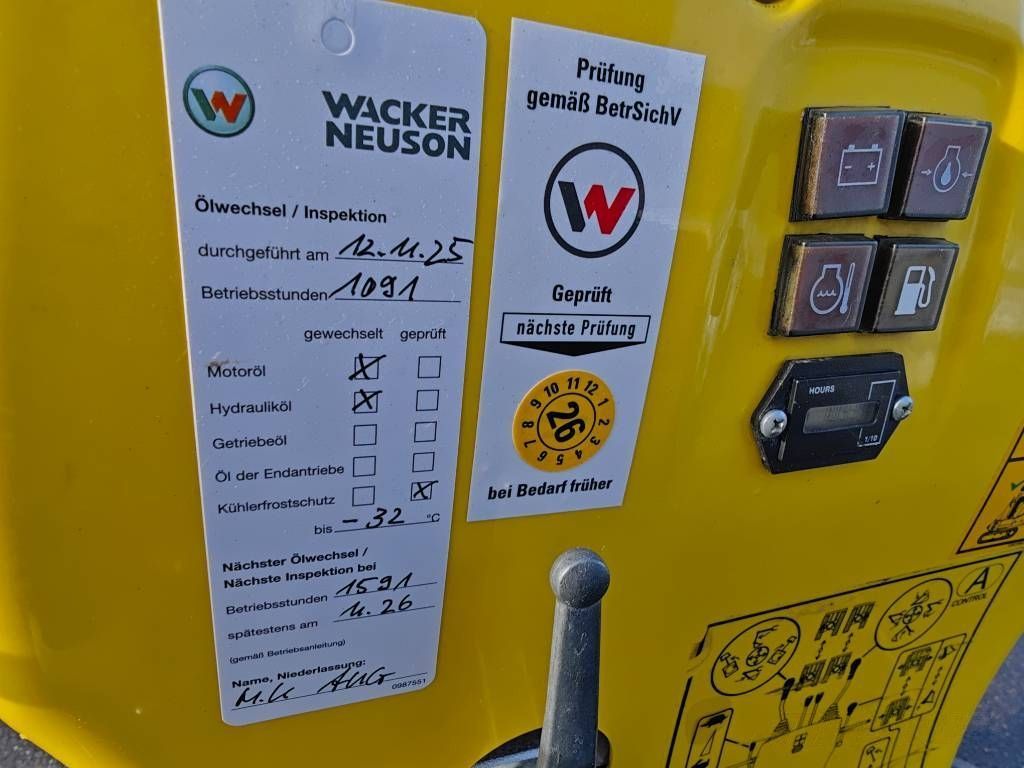 WACKER
NEUSON
Ölwechsel / Inspektion
durchgeführt am 12.11.25
Betriebsstunden 1091
gewechselt geprüft
Motoröl
Hydrauliköl
Getriebeöl
Öl der Endantriebe
Kühlerfrostschutz
bis -32 °C
Nächster Ölwechsel /
Nächste Inspektion bei
Betriebsstunden 1591
spätestens am 11.26
(gemäß Betriebsanleitung)
Name, Niederlassung:
M.K
0987551
Prüfung
gemäß BetrSichV
Geprüft
nächste Prüfung
1 2 3 4 5 6 7 8 9 10 11 12
26
bei Bedarf früher
HOURS
1/10
A
CONTROL